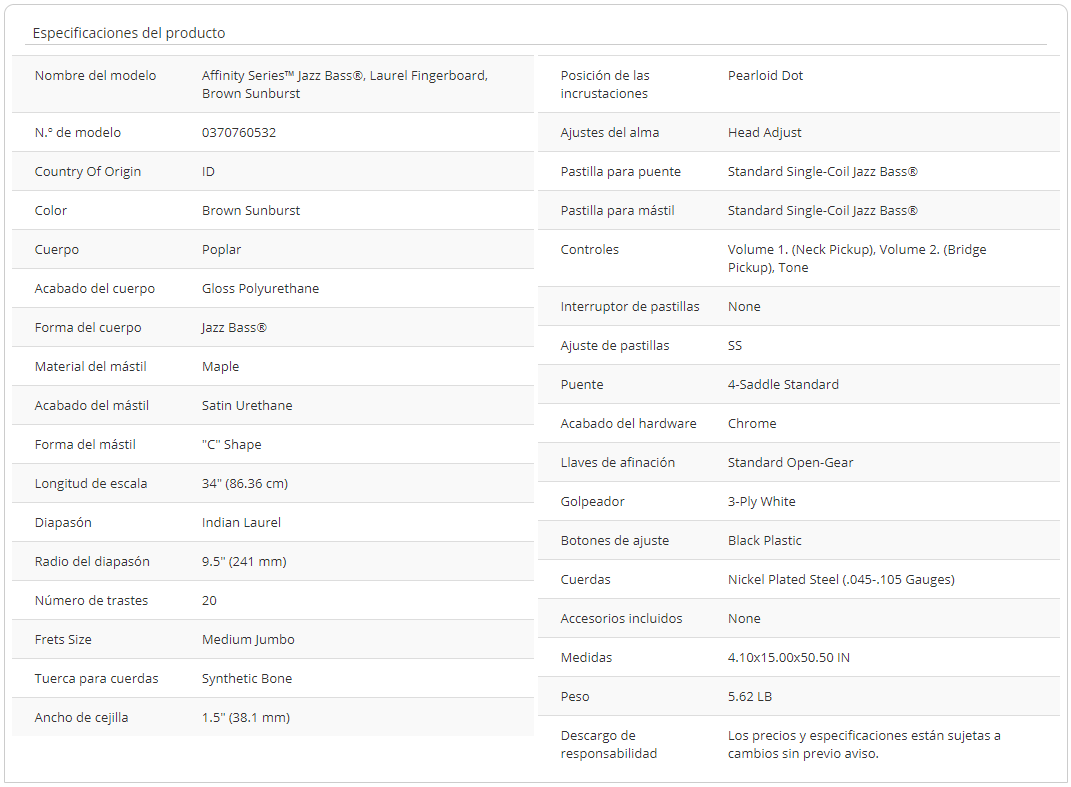 Especificaciones del producto
Nombre del modelo
Affinity Series™ Jazz Bass®, Laurel Fingerboard,
Brown Sunburst
N.º de modelo
0370760532
Country Of Origin
ID
Color
Brown Sunburst
Cuerpo
Poplar
Acabado del cuerpo
Gloss Polyurethane
Forma del cuerpo
Jazz Bass®
Material del mástil
Maple
Acabado del mástil
Satin Urethane
Forma del mástil
"C" Shape
Longitud de escala
34" (86.36 cm)
Diapasón
Indian Laurel
Radio del diapasón
9.5" (241 mm)
Número de trastes
20
Frets Size
Medium Jumbo
Tuerca para cuerdas
Synthetic Bone
Ancho de cejilla
1.5" (38.1 mm)
Posición de las
incrustaciones
Pearloid Dot
Ajustes del alma
Head Adjust
Pastilla para puente
Standard Single-Coil Jazz Bass®
Pastilla para mástil
Standard Single-Coil Jazz Bass®
Controles
Volume 1. (Neck Pickup), Volume 2. (Bridge
Pickup), Tone
Interruptor de pastillas
None
Ajuste de pastillas
SS
Puente
4-Saddle Standard
Acabado del hardware
Chrome
Llaves de afinación
Standard Open-Gear
Golpeador
3-Ply White
Botones de ajuste
Black Plastic
Cuerdas
Nickel Plated Steel (.045-.105 Gauges)
Accesorios incluidos
None
Medidas
4.10x15.00x50.50 IN
Peso
5.62 LB
Descargo de
responsabilidad
Los precios y especificaciones están sujetas a
cambios sin previo aviso.